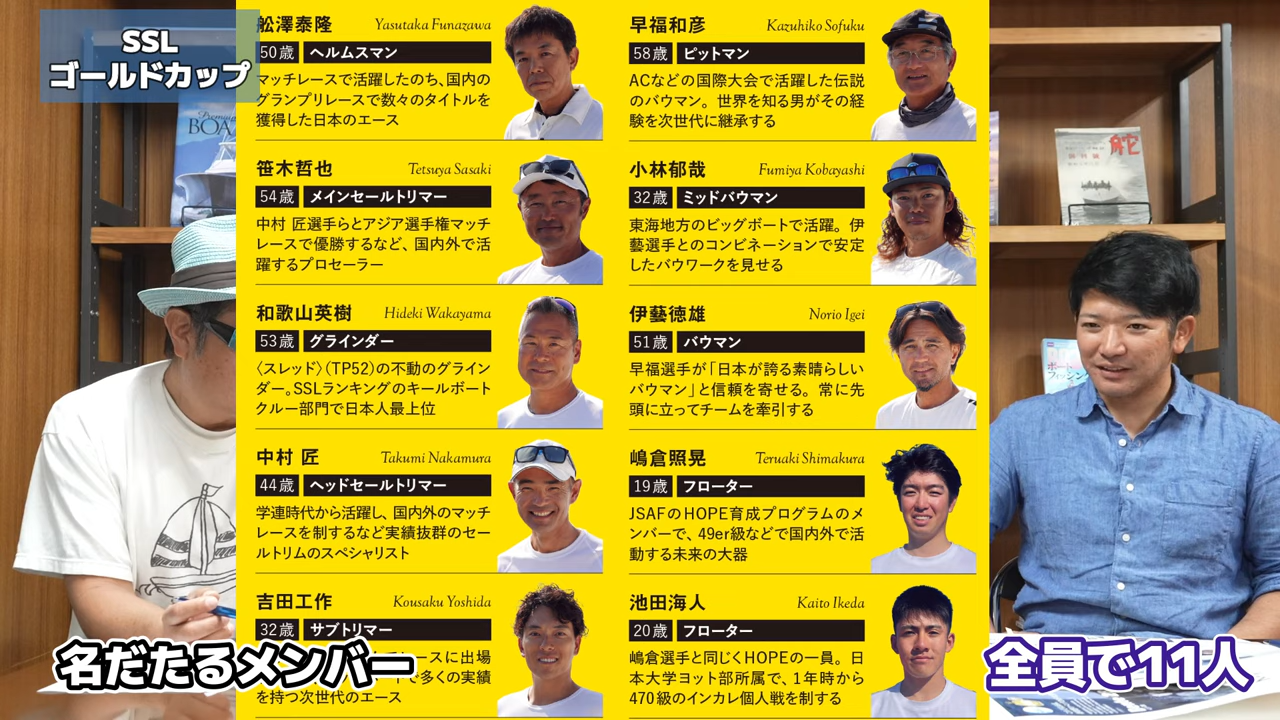 SSL
ゴールドカップ
舩澤泰隆 Yasutaka Funazawa
50歳 ヘルムスマン
マッチレースで活躍したのち、国内の
グランプリレースで数々のタイトルを
獲得した日本のエース
笹木哲也 Tetsuya Sasaki
54歳 メインセールトリマー
中村 匠選手らとアジア選手権マッチ
レースで優勝するなど、国内外で活
躍するプロセーラー
和歌山英樹 Hideki Wakayama
53歳 グラインダー
〈スレッド〉(TP52)の不動のグライン
ダー。SSLランキングのキールボート
クルー部門で日本人最上位
中村 匠 Takumi Nakamura
44歳 ヘッドセールトリマー
学連時代から活躍し、国内外のマッチ
レースを制するなど実績抜群のセー
ルトリムのスペシャリスト
吉田工作 Kousaku Yoshida
32歳 サブトリマー
レースに出場
で多くの実績
を持つ次世代のエース
早福和彦 Kazuhiko Sofuku
58歳 ピットマン
ACなどの国際大会で活躍した伝説
のバウマン。世界を知る男がその経
験を次世代に継承する
小林郁哉 Fumiya Kobayashi
32歳 ミッドバウマン
東海地方のビッグボートで活躍。伊
藝選手とのコンビネーションで安定
したバウワークを見せる
伊藝徳雄 Norio Igei
51歳 バウマン
早福選手が「日本が誇る素晴らしい
バウマン」と信頼を寄せる。常に先
頭に立ってチームを牽引する
嶋倉照晃 Teruaki Shimakura
19歳 フローター
JSAFのHOPE育成プログラムのメ
ンバーで、49er級などで国内外で活
動する未来の大器
池田海人 Kaito Ikeda
20歳 フローター
嶋倉選手と同じくHOPEの一員。日
本大学ヨット部所属で、1年時から
470級のインカレ個人戦を制する
BOA
舵
ボート
フィッシン
名だたるメンバー
全員で11人